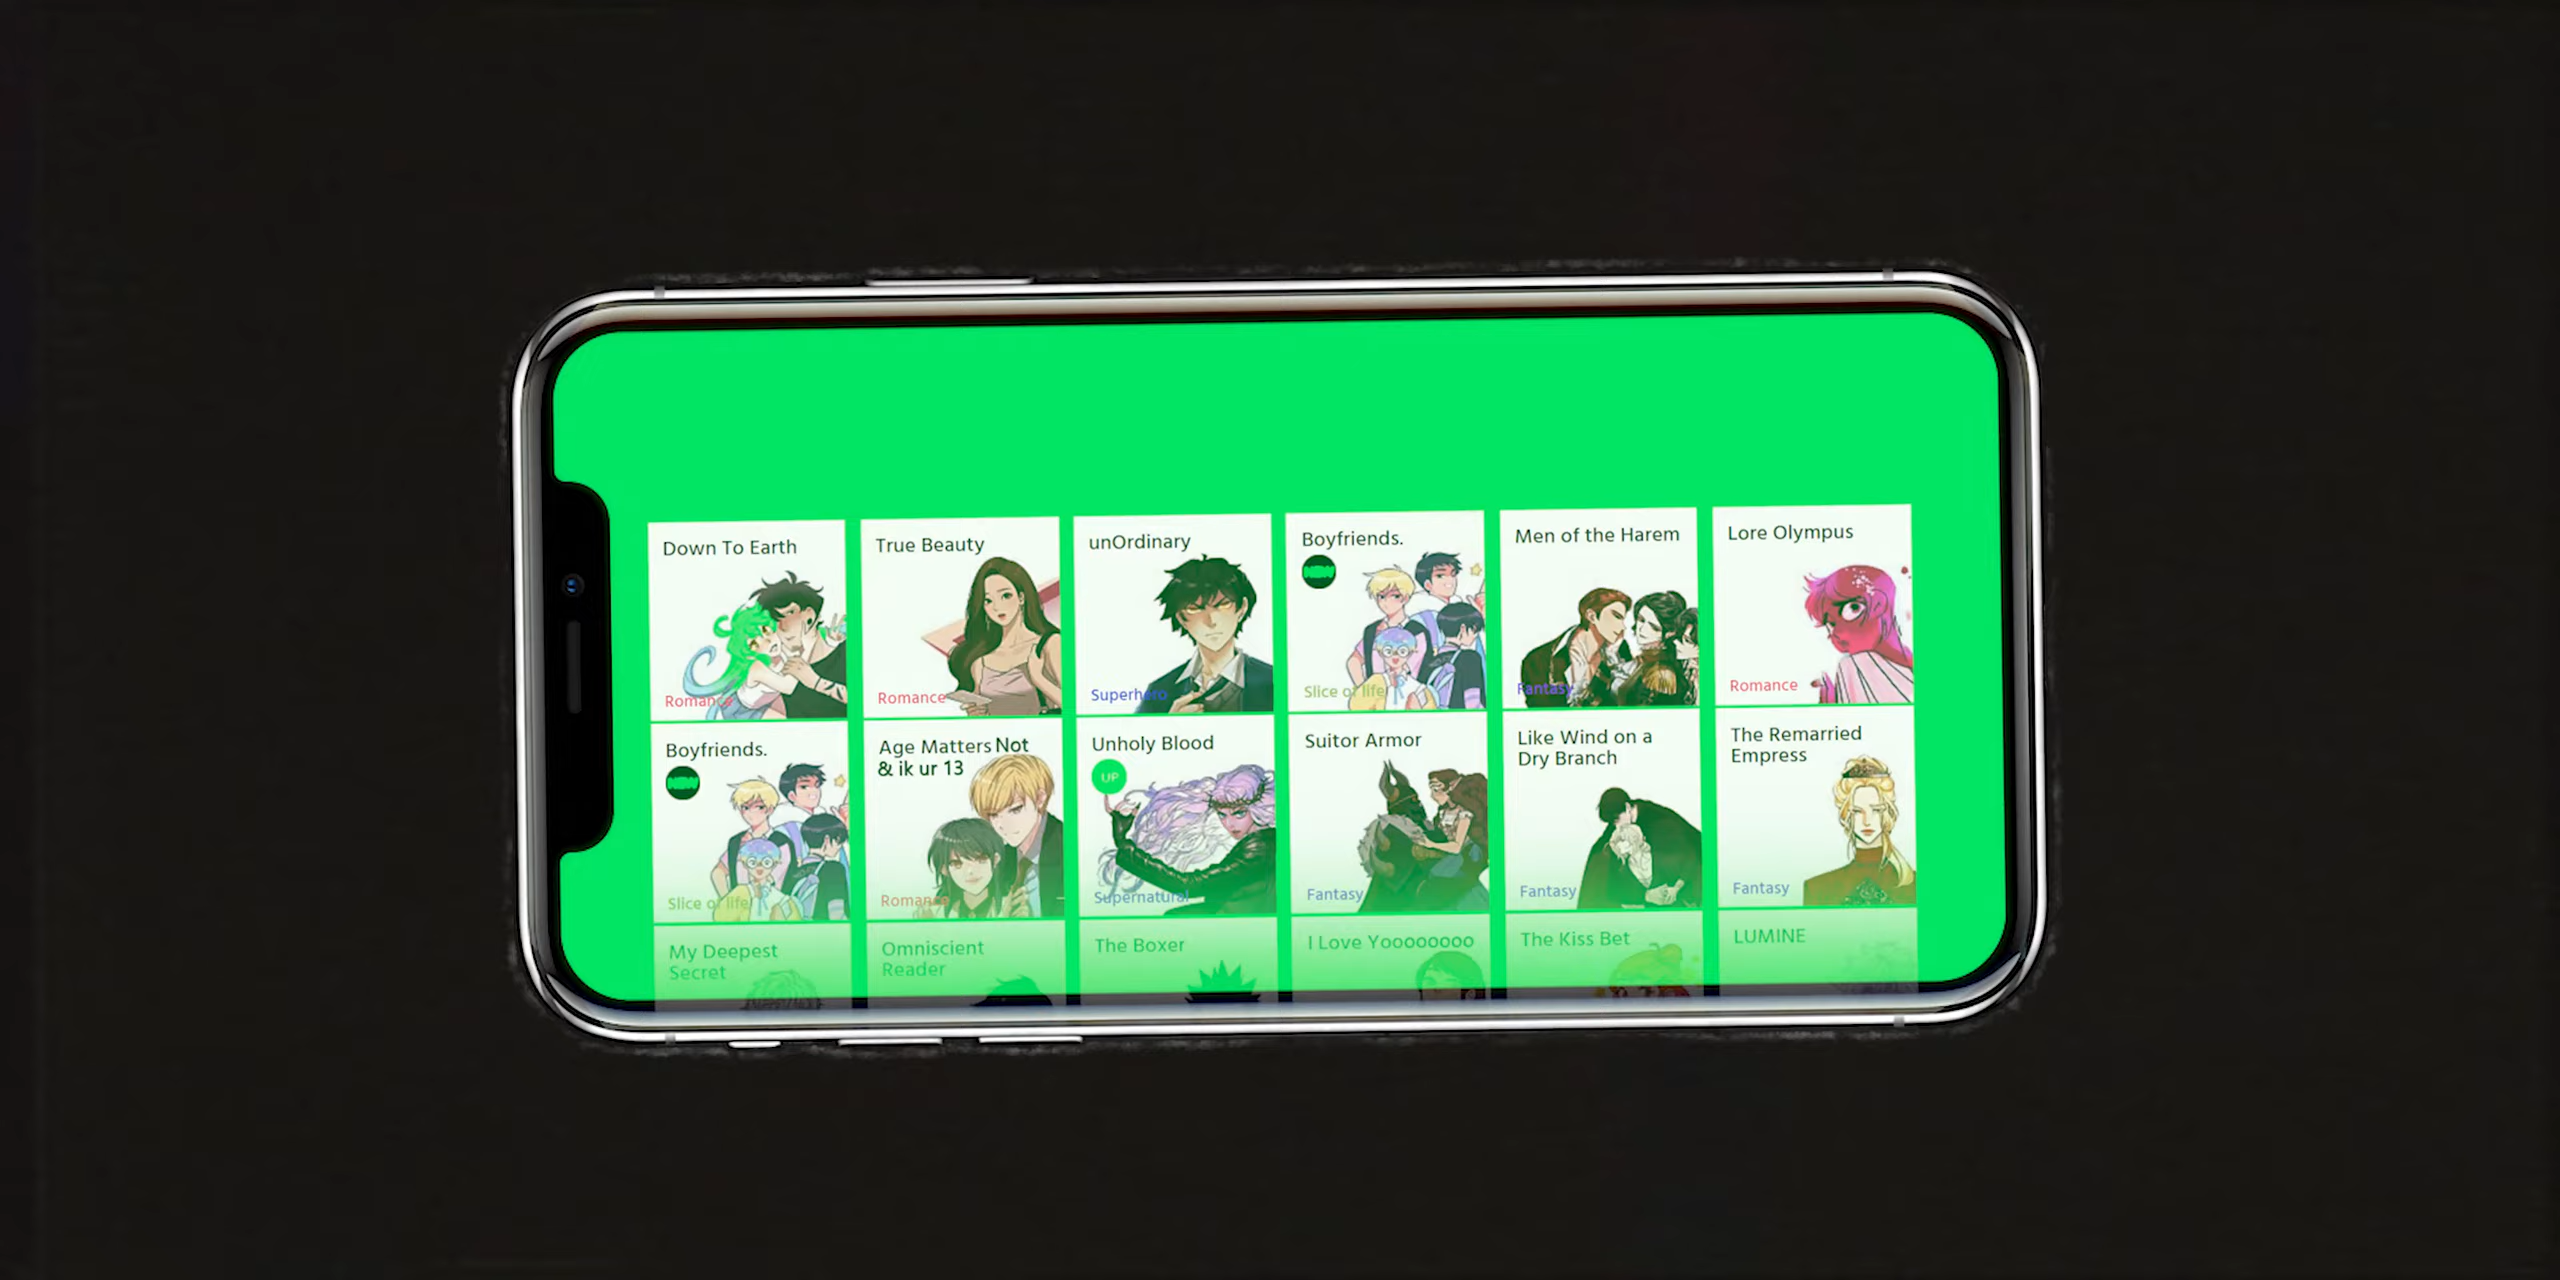 Down To Earth
Romance
True Beauty
Romance
unOrdinary
Superhero
Boyfriends.
NEW
Slice of life
Men of the Harem
Fantasy
Lore Olympus
Romance
Boyfriends.
NEW
Slice of life
Age Matters Not
& ik ur 13
Romance
Unholy Blood
UP
Supernatural
Suitor Armor
Fantasy
Like Wind on a
Dry Branch
Fantasy
The Remarried
Empress
Fantasy
My Deepest
Secret
Omniscient
Reader
The Boxer
I Love Yoooooooo
The Kiss Bet
LUMINE